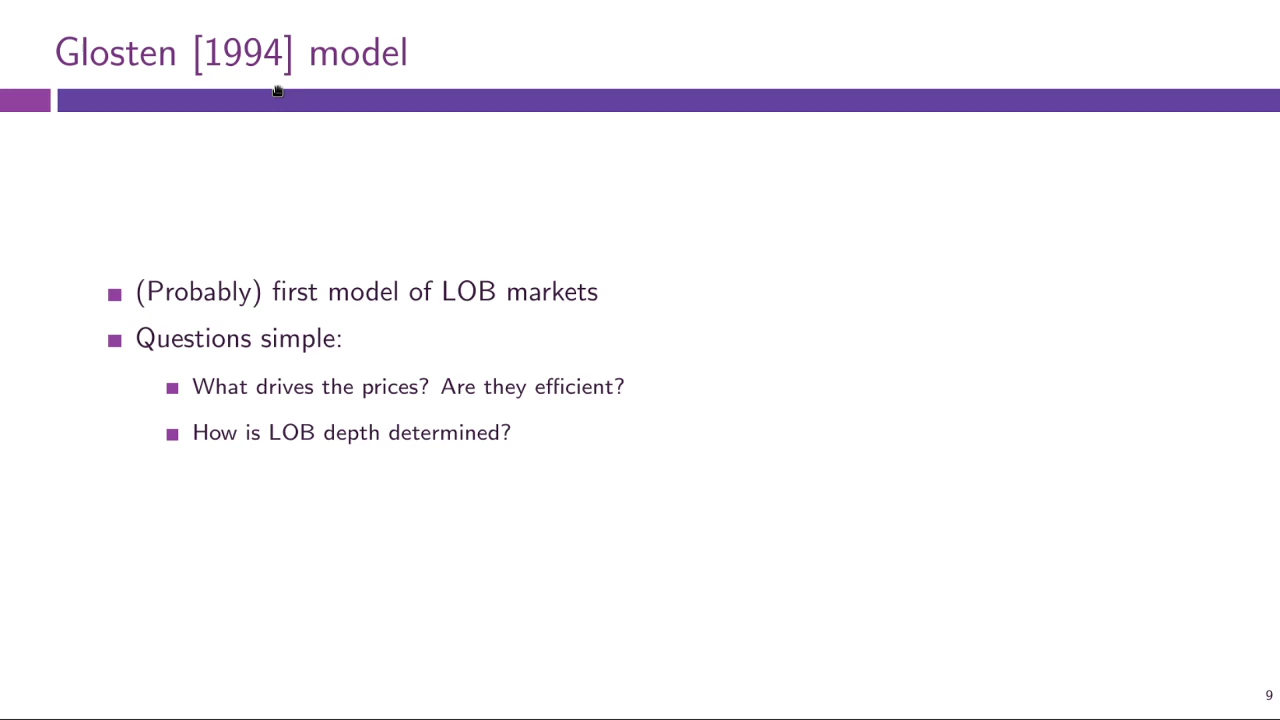 Glosten [1994] model
(Probably) first model of LOB markets
Questions simple:
What drives the prices? Are they efficient?
How is LOB depth determined?
9